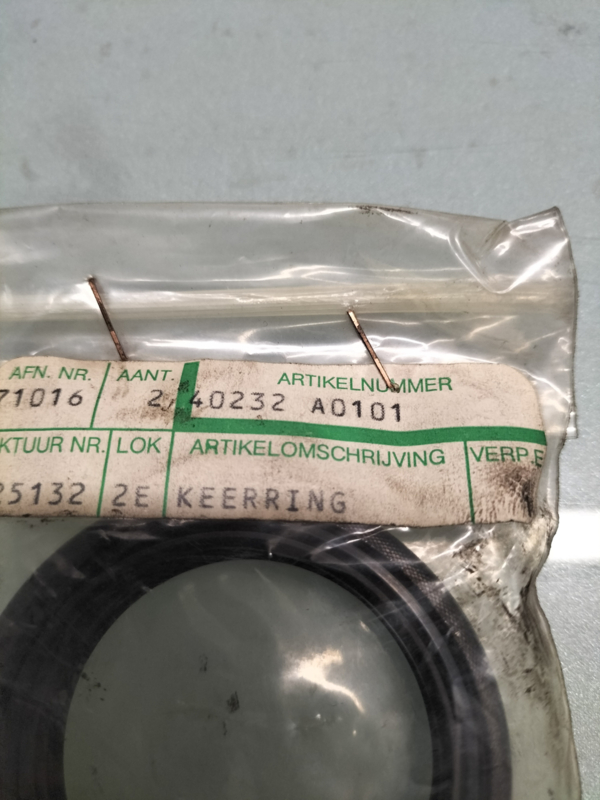 AFN. NR. AANT. ARTIKELNUMMER
71016 2 40232 A0101
KTUUR NR. LOK ARTIKELOMSCHRIJVING VERP.E
25132 2E KEERRING